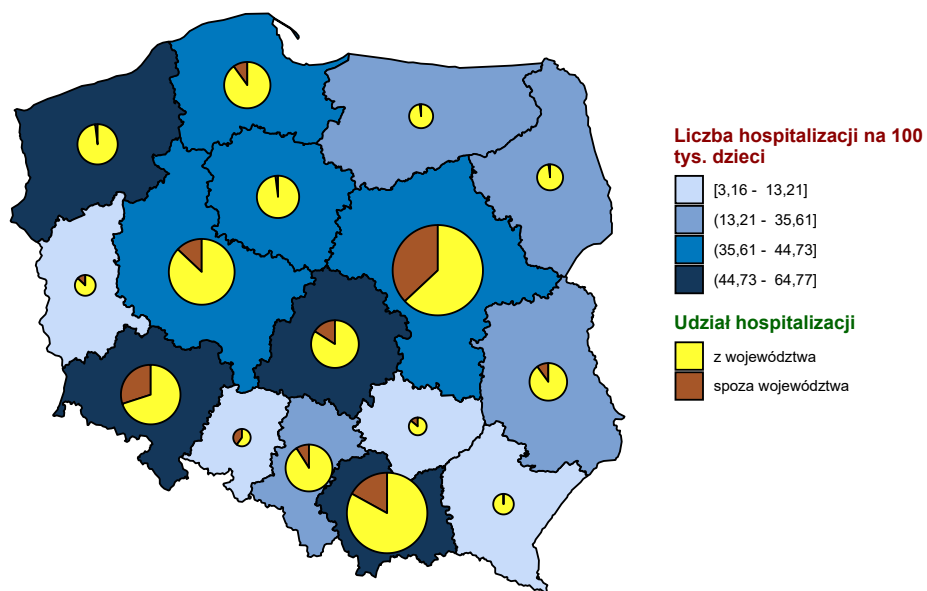 Liczba hospitalizacji na 100
tys. dzieci
[3,16 - 13,21]
(13,21 - 35,61]
(35,61 - 44,73]
(44,73 - 64,77]
Udział hospitalizacji
z województwa
spoza województwa